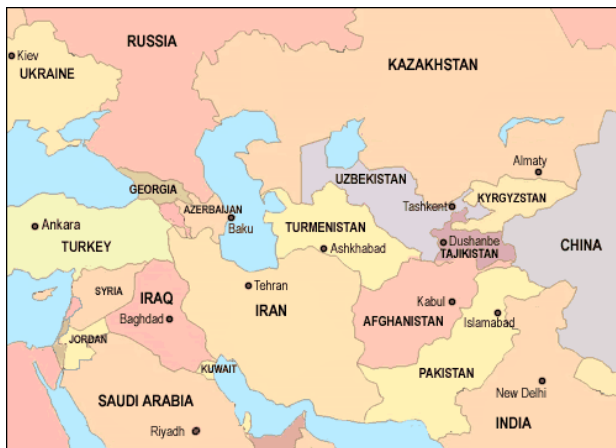 RUSSIA
Kiev
UKRAINE
KAZAKHSTAN
Almaty
UZBEKISTAN
GEORGIA
KYRGYZSTAN
AZERBAIJAN
Tashkent
Baku
TURMENISTAN
Ankara
Dushanbe
CHINA
TURKEY
Ashkhabad
TAJIKISTAN
Tehran
SYRIA
IRAQ
IRAN
Kabul
Baghdad
AFGHANISTAN
Islamabad
JORDAN
KUWAIT
PAKISTAN
New Delhi
SAUDI ARABIA
INDIA
Riyadh